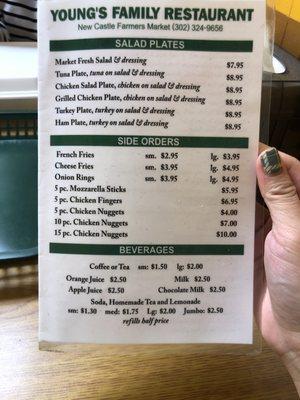 YOUNG'S FAMILY RESTAURANT
New Castle Farmers Market (302) 324-9656
SALAD PLATES
Market Fresh Salad & dressing $7.95
Tuna Plate, tuna on salad & dressing $8.95
Chicken Salad Plate, chicken on salad & dressing $8.95
Grilled Chicken Plate, chicken on salad & dressing $8.95
Turkey Plate, turkey on salad & dressing $8.95
Ham Plate, turkey on salad & dressing $8.95
SIDE ORDERS
French Fries sm. $2.95 lg. $3.95
Cheese Fries sm. $3.95 lg. $4.95
Onion Rings sm. $3.95 lg. $4.95
5 pc. Mozzarella Sticks $5.95
5 pc. Chicken Fingers $6.95
5 pc. Chicken Nuggets $4.00
10 pc. Chicken Nuggets $7.00
15 pc. Chicken Nuggets $10.00
BEVERAGES
Coffee or Tea sm: $1.50 lg: $2.00
Orange Juice $2.50 Milk $2.50
Apple Juice $2.50 Chocolate Milk $2.50
Soda, Homemade Tea and Lemonade
sm: $1.30 med: $1.75 Lg: $2.00 Jumbo: $2.50
refills half price